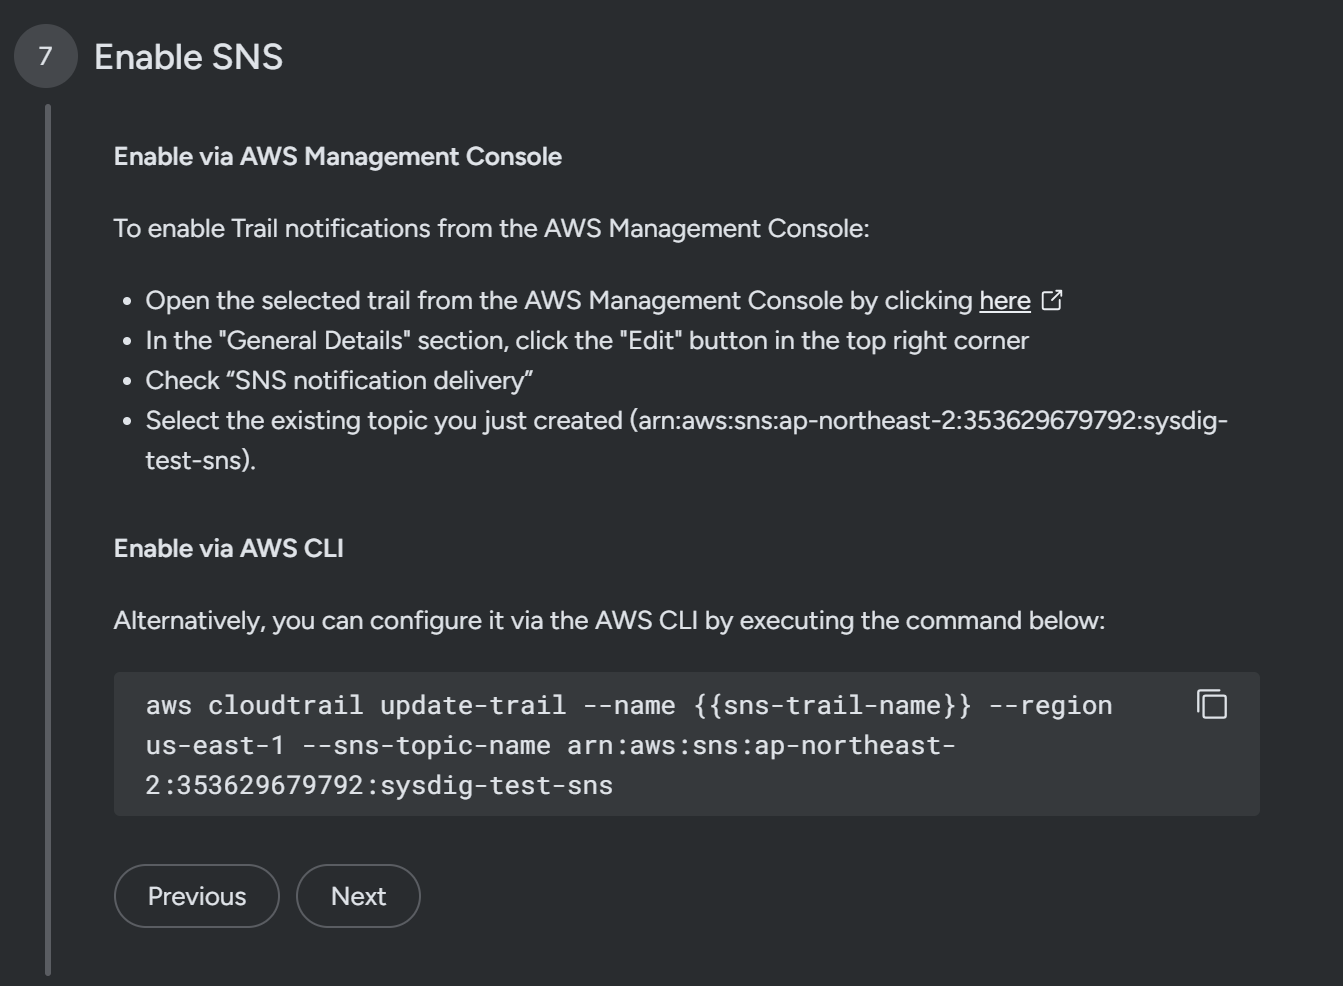 7
Enable SNS
Enable via AWS Management Console
To enable Trail notifications from the AWS Management Console:
• Open the selected trail from the AWS Management Console by clicking here
• In the "General Details" section, click the "Edit" button in the top right corner
• Check “SNS notification delivery”
• Select the existing topic you just created (arn:aws:sns:ap-northeast-2:353629679792:sysdig-
test-sns).
Enable via AWS CLI
Alternatively, you can configure it via the AWS CLI by executing the command below:
aws cloudtrail update-trail --name {{sns-trail-name}} --region
us-east-1 --sns-topic-name arn:aws:sns:ap-northeast-
2:353629679792:sysdig-test-sns
Previous
Next